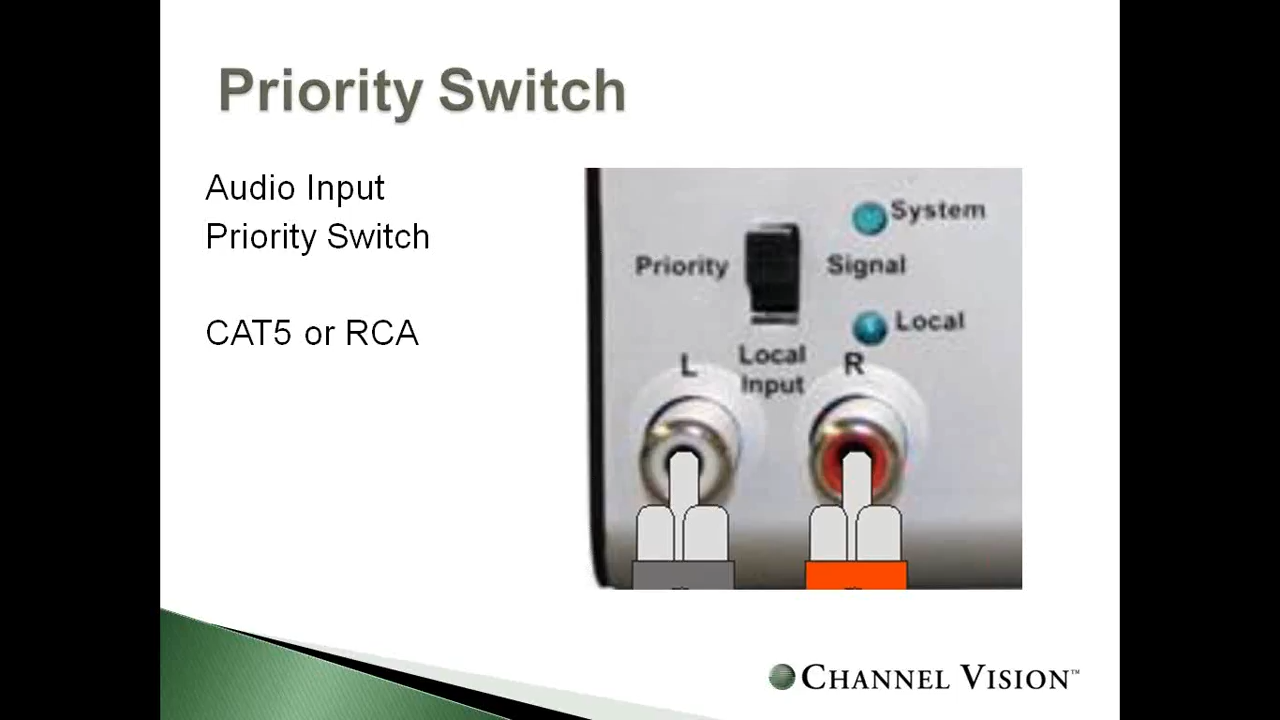 Priority Switch
Audio Input
Priority Switch
CAT5 or RCA
System
Priority
Signal
Local
L
Local
Input
R
CHANNEL VISION™